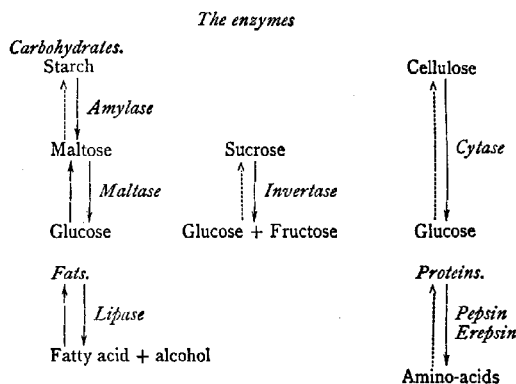 The enzymes
Carbohydrates.
Starch
Amylase
Maltose
Maltase
Glucose
Sucrose
Invertase
Glucose + Fructose
Cellulose
Cytase
Glucose
Fats.
Lipase
Fatty acid + alcohol
Proteins.
Pepsin
Erepsin
Amino-acids